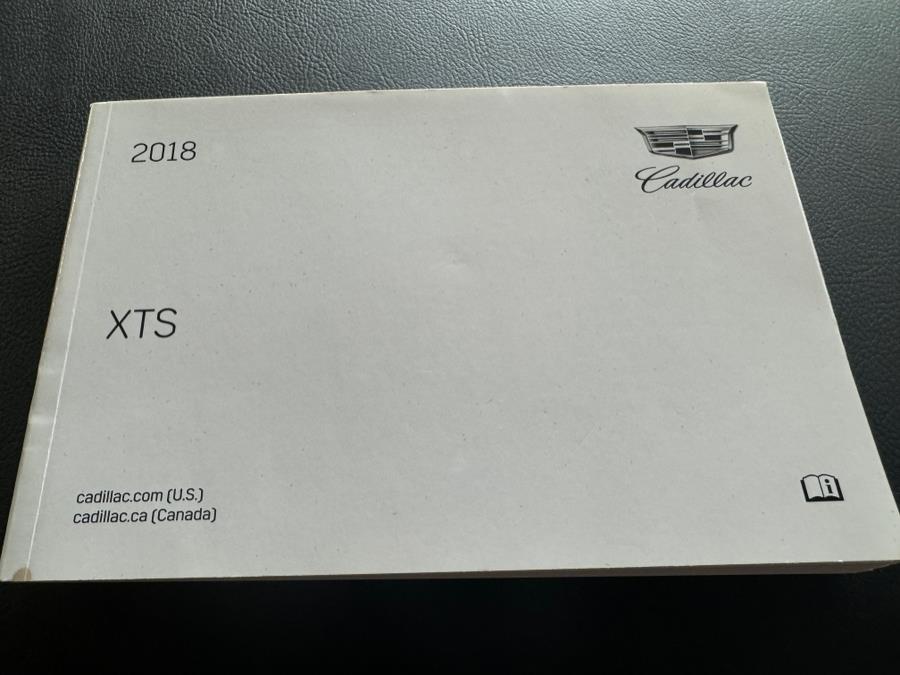 2018
Cadillac
XTS
cadillac.com (U.S.)
cadillac.ca (Canada)
i